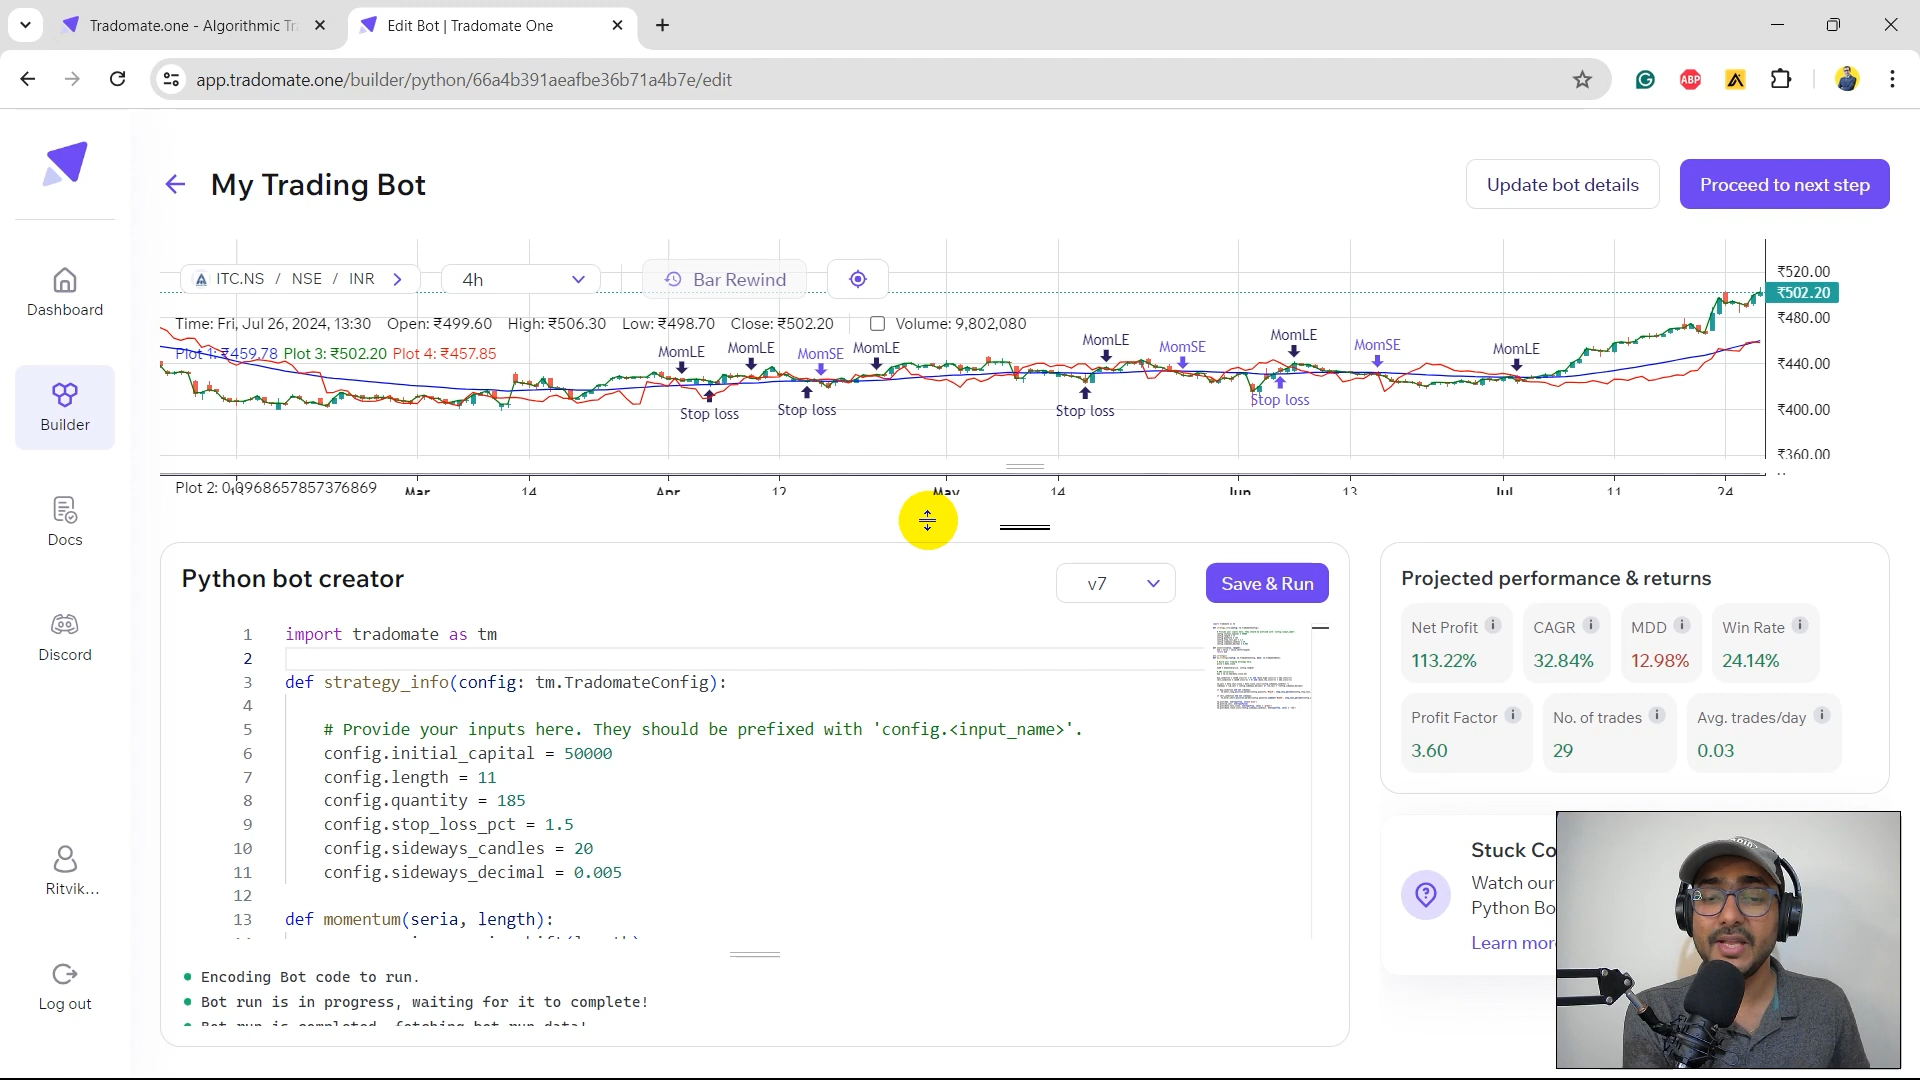 Tradomate.one - Algorithmic Tr
Edit Bot | Tradomate One
app.tradomate.one/builder/python/66a4b391aeafbe36b71a4b7e/edit
ABP
My Trading Bot
Update bot details
Proceed to next step
Dashboard
Builder
Docs
Discord
Ritvik...
Log out
ITC.NS / NSE / INR
4h
Bar Rewind
Time: Fri, Jul 26, 2024, 13:30 Open: ₹499.60 High: ₹506.30 Low: ₹498.70 Close: ₹502.20 Volume: 9,802,080
Plot 1: ₹459.78 Plot 3: ₹502.20 Plot 4: ₹457.85
₹520.00
₹502.20
₹480.00
₹440.00
₹400.00
₹360.00
MomLE
MomLE
MomSE
MomLE
MomLE
MomSE
MomLE
MomSE
MomLE
Stop loss
Stop loss
Stop loss
Stop loss
Plot 2: 0.0968657857376869
Mar 14 Apr 12 May 14 Jun 13 Jul 11 24
Python bot creator
v7
Save & Run
1 import tradomate as tm
2
3 def strategy_info(config: tm.TradomateConfig):
4
5 # Provide your inputs here. They should be prefixed with 'config.<input_name>'.
6 config.initial_capital = 50000
7 config.length = 11
8 config.quantity = 185
9 config.stop_loss_pct = 1.5
10 config.sideways_candles = 20
11 config.sideways_decimal = 0.005
12
13 def momentum(seria, length):
Encoding Bot code to run.
Bot run is in progress, waiting for it to complete!
Bot run is completed, fetching bot run data!
Projected performance & returns
Net Profit
113.22%
CAGR
32.84%
MDD
12.98%
Win Rate
24.14%
Profit Factor
3.60
No. of trades
29
Avg. trades/day
0.03
Stuck Co
Watch our
Python Bo
Learn mor